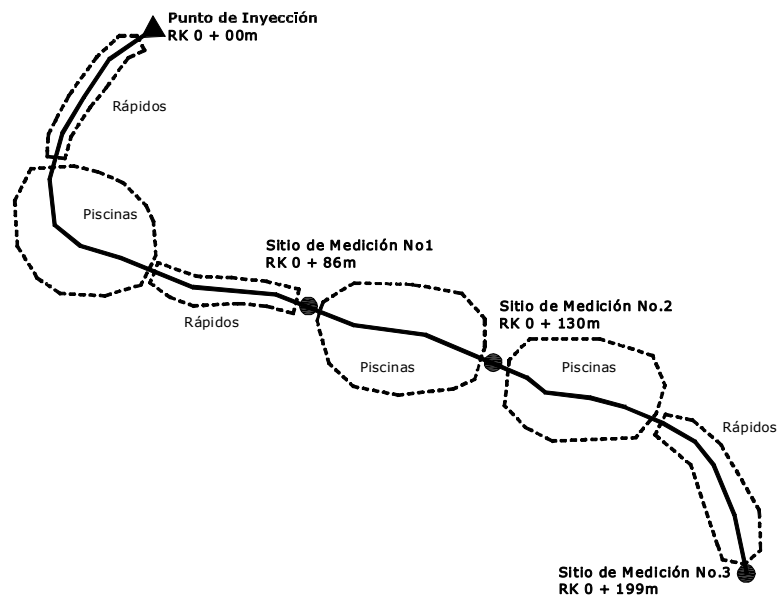 Punto de Inyección
RK 0 + 00m
Rápidos
Piscinas
Sitio de Medición No1
RK 0 + 86m
Rápidos
Sitio de Medición No.2
RK 0 + 130m
Piscinas
Piscinas
Rápidos
Sitio de Medición No.3
RK 0 + 199m